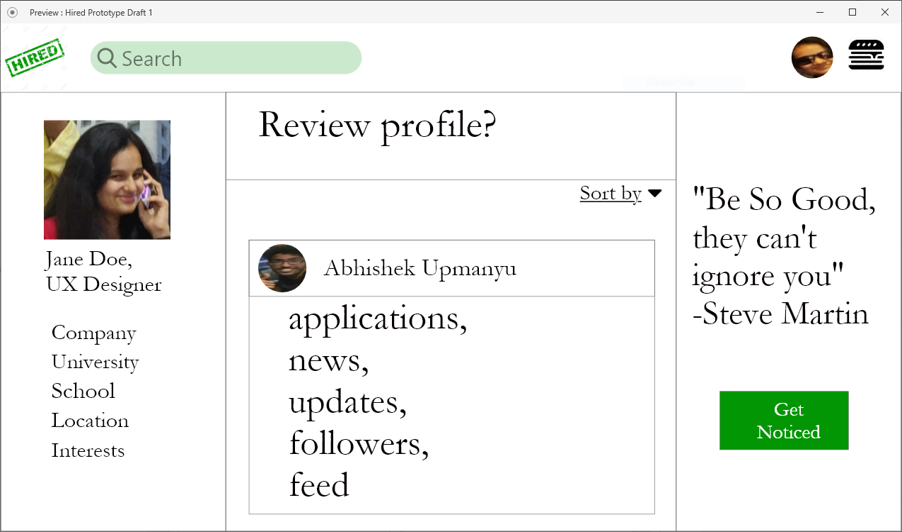 Preview : Hired Prototype Draft 1
HIRED
Search
Review profile?
Sort by
Jane Doe,
UX Designer
Company
University
School
Location
Interests
Abhishek Upmanyu
applications,
news,
updates,
followers,
feed
"Be So Good,
they can't
ignore you"
-Steve Martin
Get
Noticed